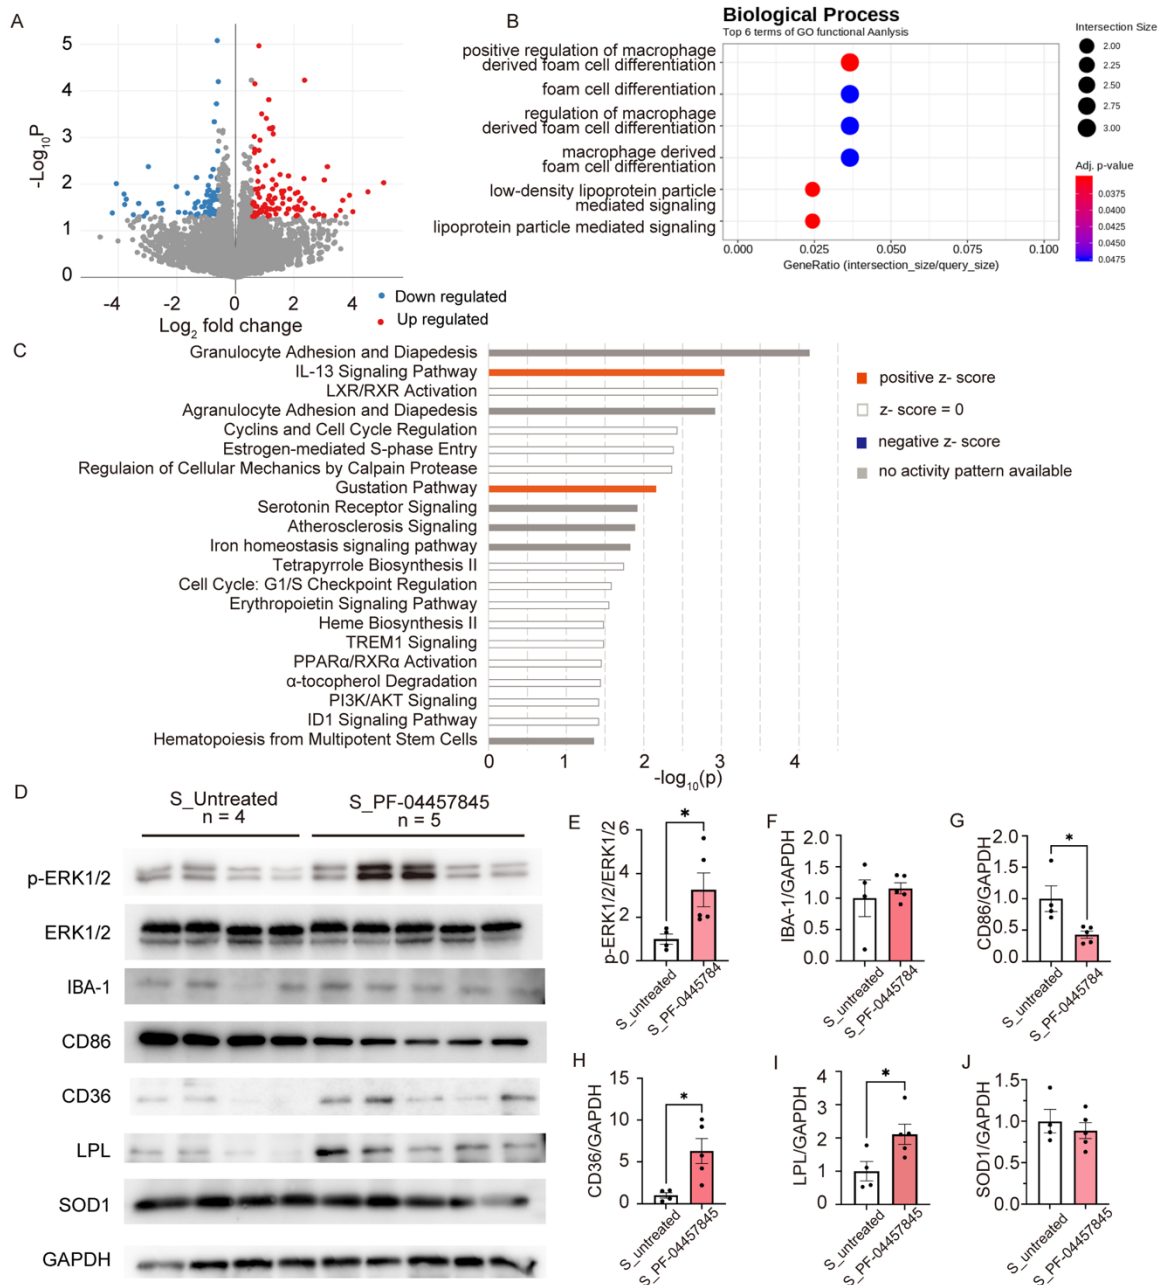 A
5
4
3
2
1
0
-Log10P
-4
-2
0
2
4
Log2 fold change
Down regulated
Up regulated
B
Biological Process
Top 6 terms of GO functional Aanlysis
positive regulation of macrophage
derived foam cell differentiation
foam cell differentiation
regulation of macrophage
derived foam cell differentiation
macrophage derived
foam cell differentiation
low-density lipoprotein particle
mediated signaling
lipoprotein particle mediated signaling
0.000
0.025
0.050
0.075
0.100
GeneRatio (intersection_size/query_size)
Intersection Size
2.00
2.25
2.50
2.75
3.00
Adj. p-value
0.0375
0.0400
0.0425
0.0450
0.0475
C
Granulocyte Adhesion and Diapedesis
IL-13 Signaling Pathway
LXR/RXR Activation
Agranulocyte Adhesion and Diapedesis
Cyclins and Cell Cycle Regulation
Estrogen-mediated S-phase Entry
Regulaion of Cellular Mechanics by Calpain Protease
Gustation Pathway
Serotonin Receptor Signaling
Atherosclerosis Signaling
Iron homeostasis signaling pathway
Tetrapyrrole Biosynthesis II
Cell Cycle: G1/S Checkpoint Regulation
Erythropoietin Signaling Pathway
Heme Biosynthesis II
TREM1 Signaling
PPARα/RXRα Activation
α-tocopherol Degradation
PI3K/AKT Signaling
ID1 Signaling Pathway
Hematopoiesis from Multipotent Stem Cells
0
1
2
3
4
-log10(p)
positive z- score
z- score = 0
negative z- score
no activity pattern available
D
S_Untreated
n = 4
S_PF-04457845
n = 5
p-ERK1/2
ERK1/2
IBA-1
CD86
CD36
LPL
SOD1
GAPDH
E
p-ERK1/2/ERK1/2
6
4
2
0
*
S_untreated
S_PF-0445784
F
IBA-1/GAPDH
2.0
1.5
1.0
0.5
0.0
S_untreated
S_PF-0445784
G
CD86/GAPDH
2.0
1.5
1.0
0.5
0.0
*
S_untreated
S_PF-0445784
H
CD36/GAPDH
15
10
5
0
*
S_untreated
S_PF-04457845
I
LPL/GAPDH
4
3
2
1
0
*
S_untreated
S_PF-04457845
J
SOD1/GAPDH
1.5
1.0
0.5
0.0
S_untreated
S_PF-04457845